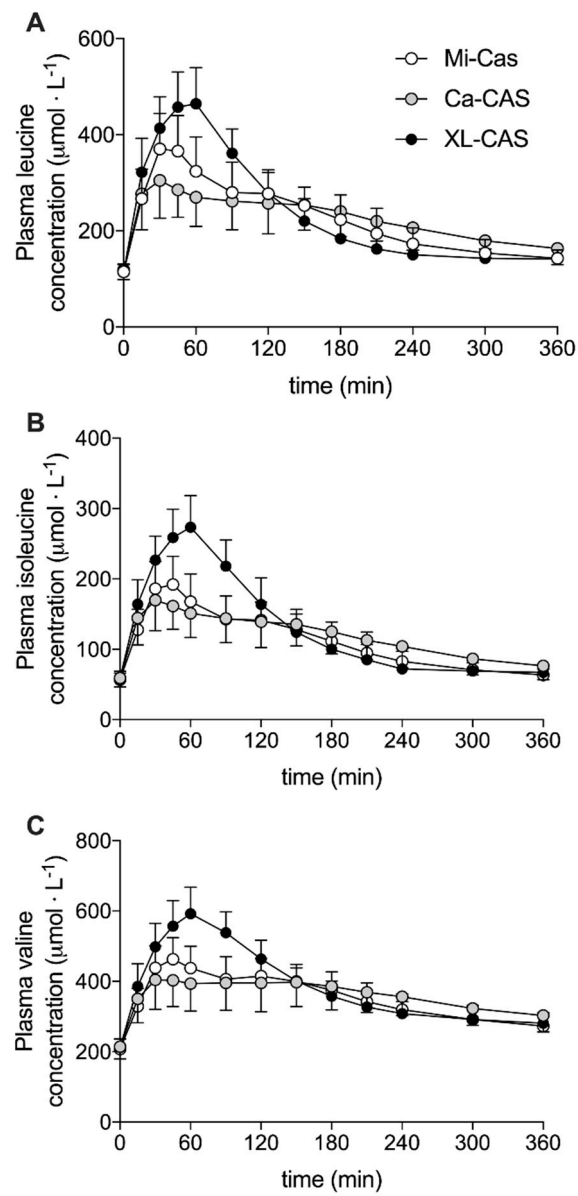 A
Plasma leucine
concentration (μmol · L-1)
600
400
200
0
0 60 120 180 240 300 360
time (min)
Mi-Cas
Ca-CAS
XL-CAS
B
Plasma isoleucine
concentration (μmol · L-1)
400
300
200
100
0
0 60 120 180 240 300 360
time (min)
C
Plasma valine
concentration (μmol · L-1)
800
600
400
200
0
0 60 120 180 240 300 360
time (min)